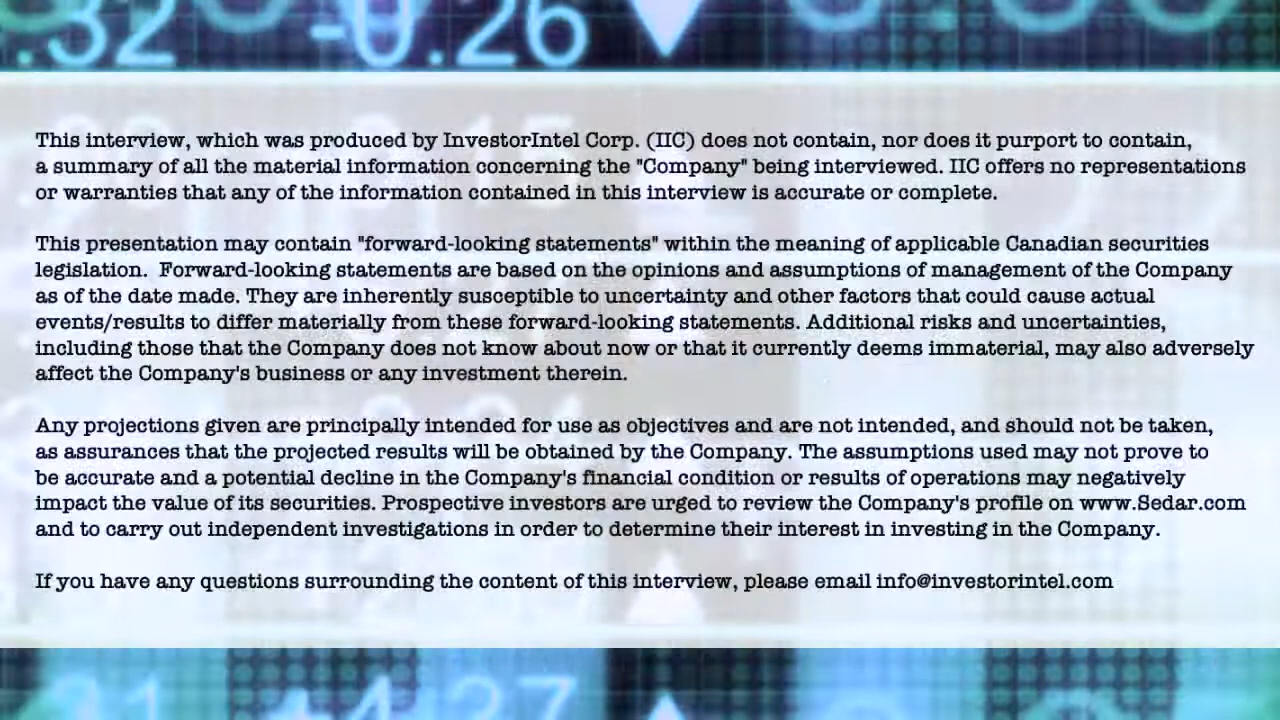 .32 -0.26
This interview, which was produced by InvestorIntel Corp. (IIC) does not contain, nor does it purport to contain,
a summary of all the material information concerning the "Company" being interviewed. IIC offers no representations
or warranties that any of the information contained in this interview is accurate or complete.
This presentation may contain "forward-looking statements" within the meaning of applicable Canadian securities
legislation.  Forward-looking statements are based on the opinions and assumptions of management of the Company
as of the date made. They are inherently susceptible to uncertainty and other factors that could cause actual
events/results to differ materially from these forward-looking statements. Additional risks and uncertainties,
including those that the Company does not know about now or that it currently deems immaterial, may also adversely
affect the Company's business or any investment therein.
Any projections given are principally intended for use as objectives and are not intended, and should not be taken,
as assurances that the projected results will be obtained by the Company. The assumptions used may not prove to
be accurate and a potential decline in the Company's financial condition or results of operations may negatively
impact the value of its securities. Prospective investors are urged to review the Company's profile on www.Sedar.com
and to carry out independent investigations in order to determine their interest in investing in the Company.
If you have any questions surrounding the content of this interview, please email info@investorintel.com